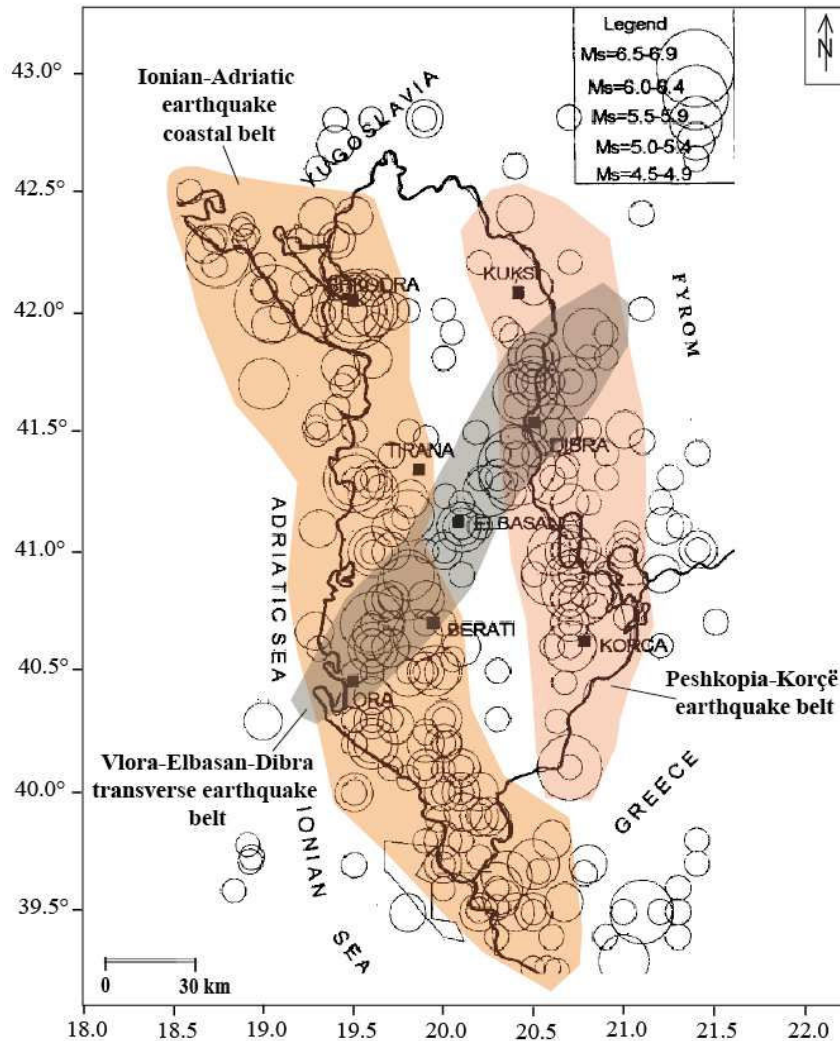 Legend
Ms=6.5-6.9
Ms=6.0-6.4
Ms=5.5-5.9
Ms=5.0-5.4
Ms=4.5-4.9
N
43.0°
42.5°
42.0°
41.5°
41.0°
40.5°
40.0°
39.5°
Ionian-Adriatic
earthquake
coastal belt
YUGOSLAVIA
KUKSI
SHKODRA
FYROM
TIRANA
DIBRA
ELBASAN
ADRIATIC SEA
BERATI
KORCA
VLORA
Peshkopia-Korçë
earthquake belt
Vlora-Elbasan-Dibra
transverse earthquake
belt
GREECE
IONIAN
SEA
0 30 km
18.0 18.5 19.0 19.5 20.0 20.5 21.0 21.5 22.0